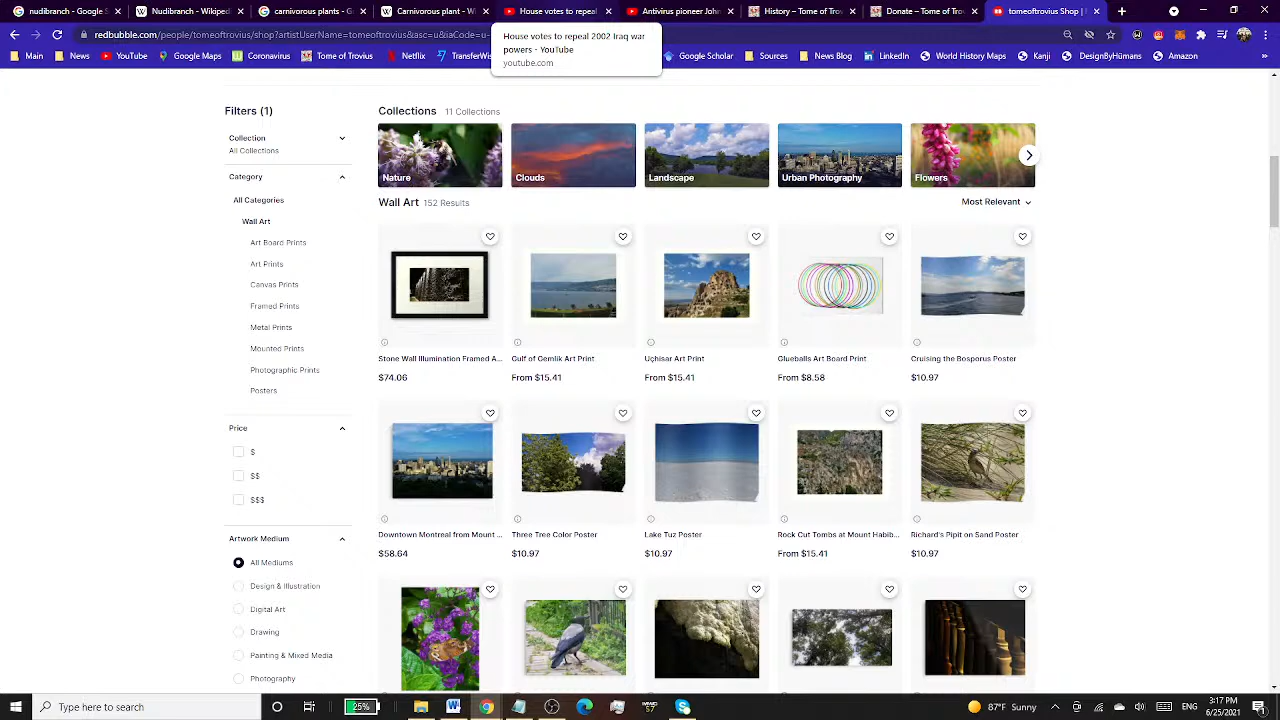 nudibranch - Google
Nudibranch - Wikiped
carnivorous plants - G
Carnivorous plant - Wi
House votes to repeal
Antivirus pioneer John
History – Tome of Tro
Donate – Tome of Trov
tomeoftrovius Shop
redbubble.com/people/tomeoftrovius/shop?artistUserName=tomeoftrovius&asc=u&iaCode=u-
House votes to repeal 2002 Iraq war
powers - YouTube
youtube.com
Main
News
YouTube
Google Maps
Coronavirus
Tome of Trovius
Netflix
TransferWise
Google Scholar
Sources
News Blog
LinkedIn
World History Maps
Kanji
DesignByHumans
Amazon
Filters (1)
Collection
All Collections
Category
All Categories
Wall Art
Art Board Prints
Art Prints
Canvas Prints
Framed Prints
Metal Prints
Mounted Prints
Photographic Prints
Posters
Price
$
$$
$$$
Artwork Medium
All Mediums
Design & Illustration
Digital Art
Drawing
Painting & Mixed Media
Photography
Collections 11 Collections
Nature
Clouds
Landscape
Urban Photography
Flowers
Wall Art 152 Results
Most Relevant
Stone Wall Illumination Framed A...
$74.06
Gulf of Gemlik Art Print
From $15.41
Uçhisar Art Print
From $15.41
Glueballs Art Board Print
From $8.58
Cruising the Bosporus Poster
$10.97
Downtown Montreal from Mount ...
$58.64
Three Tree Color Poster
$10.97
Lake Tuz Poster
$10.97
Rock Cut Tombs at Mount Habib...
From $15.41
Richard's Pipit on Sand Poster
$10.97
Type here to search
87°F Sunny
ENG
3:17 PM
6/25/2021